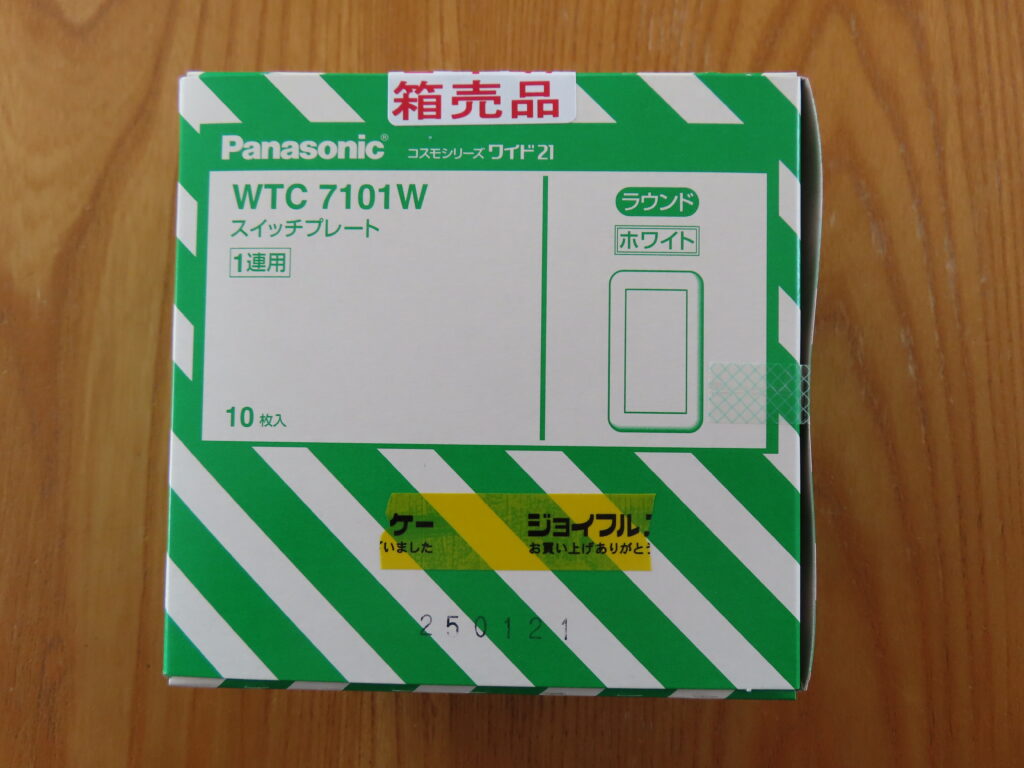 箱売品
Panasonic® コスモシリーズ ワイド21
WTC 7101W
スイッチプレート
1連用
10枚入
ラウンド
ホワイト
ケー ジョイフル
いました お買い上げありがとう
250121